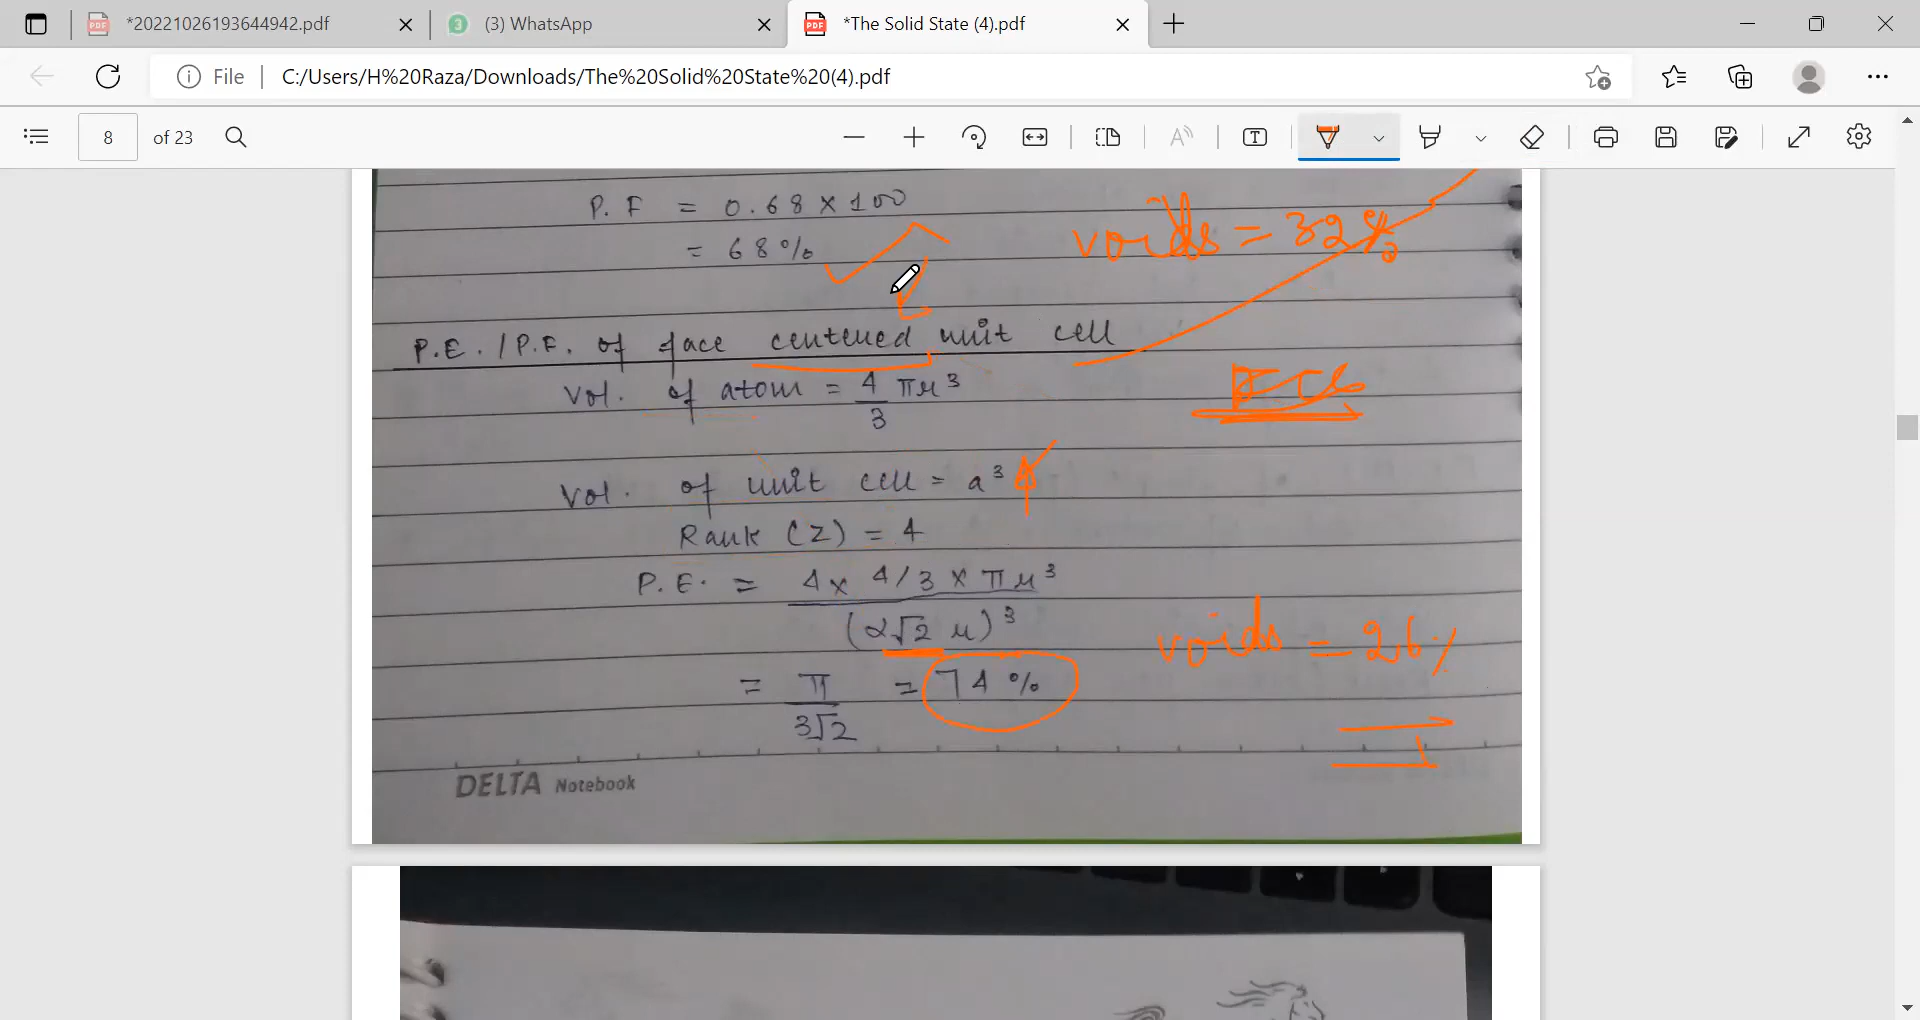 *20221026193644942.pdf
3 (3) WhatsApp
PDF *The Solid State (4).pdf
File C:/Users/H%20Raza/Downloads/The%20Solid%20State%20(4).pdf
8 of 23
P.F = 0.68 × 100
= 68%
voids = 32%
P.E. / P.F. of face centered unit cell
Vol. of atom = 4/3 πr³
Vol. of unit cell = a³
Rank (Z) = 4
P.E. = 4 × 4/3 × πr³
(2√2 r)³
voids = 26%
= π/3√2 = 74%
DELTA Notebook